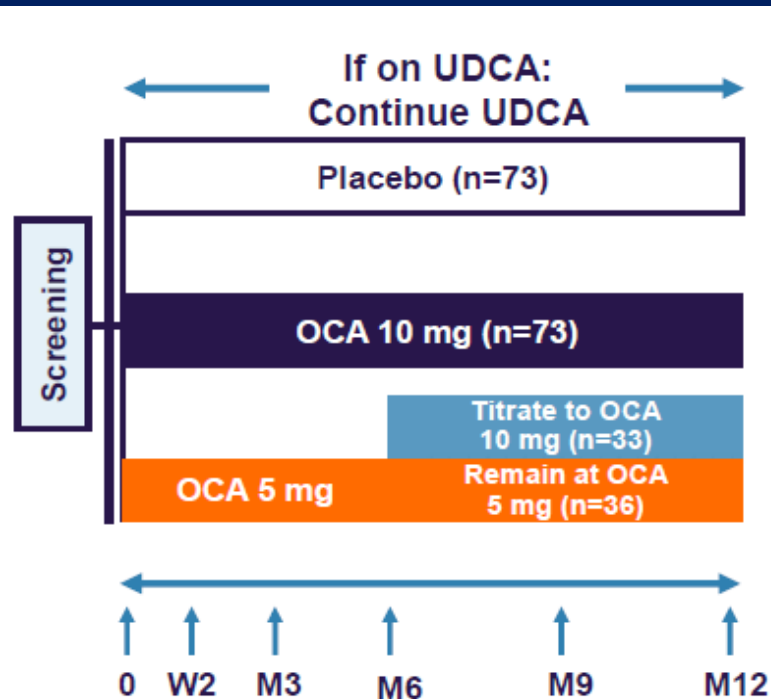 If on UDCA:
Continue UDCA
Placebo (n=73)
Screening
OCA 10 mg (n=73)
Titrate to OCA
10 mg (n=33)
OCA 5 mg
Remain at OCA
5 mg (n=36)
0 W2 M3 M6 M9 M12